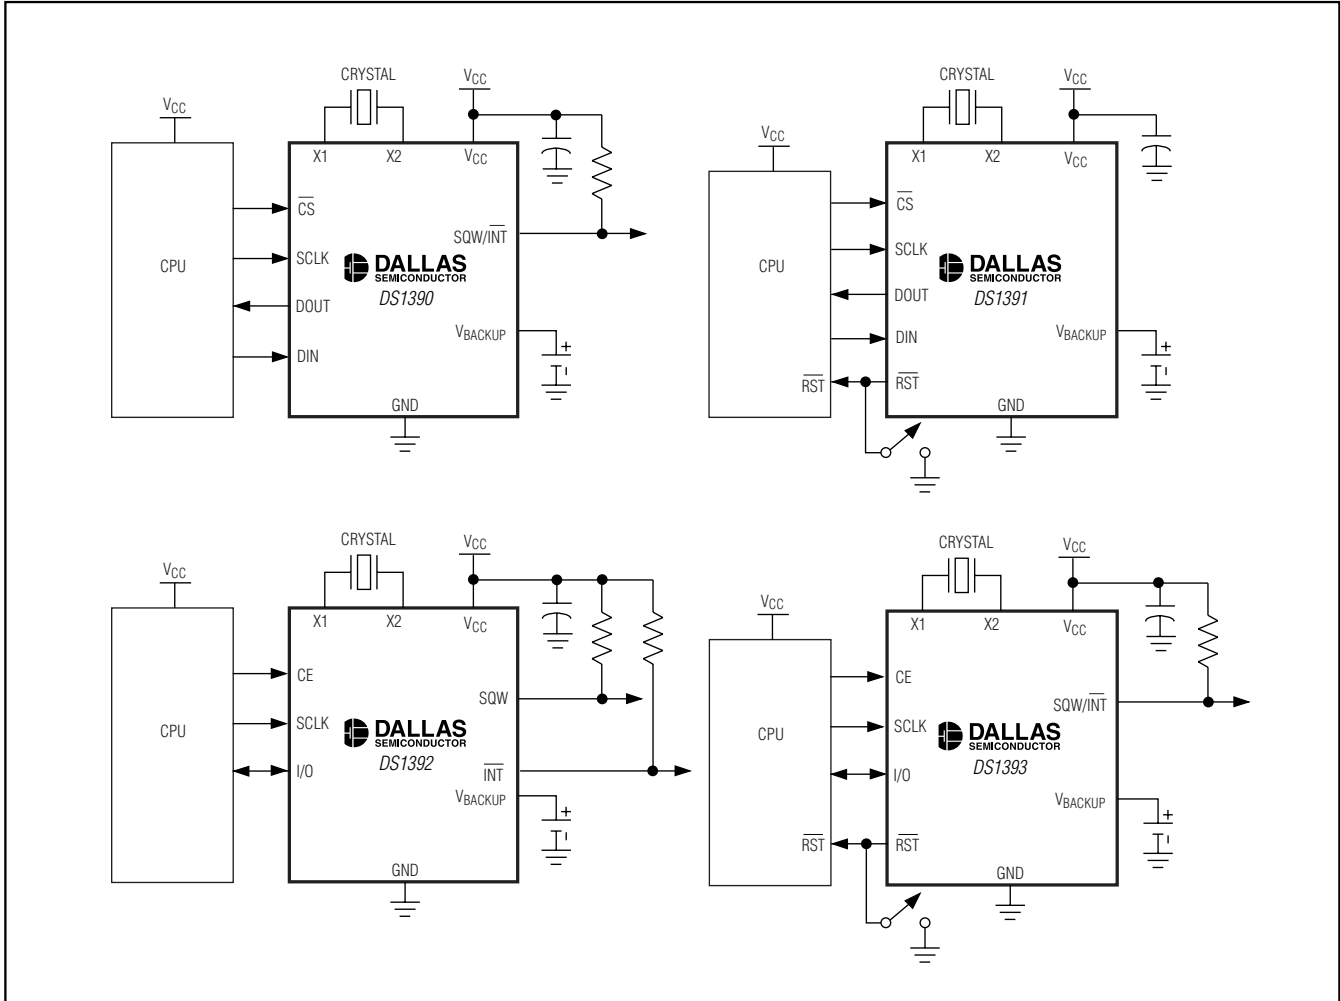 CRYSTAL
VCC
VCC
X1
X2
VCC
CS
SCLK
DOUT
DIN
CPU
SQW/INT
DALLAS
SEMICONDUCTOR
DS1390
VBACKUP
+
GND
CRYSTAL
VCC
VCC
X1
X2
VCC
CS
SCLK
DOUT
DIN
RST
RST
CPU
DALLAS
SEMICONDUCTOR
DS1391
VBACKUP
+
GND
CRYSTAL
VCC
VCC
X1
X2
VCC
CE
SCLK
I/O
CPU
SQW
DALLAS
SEMICONDUCTOR
DS1392
INT
VBACKUP
+
GND
CRYSTAL
VCC
VCC
X1
X2
VCC
CE
SCLK
I/O
RST
RST
CPU
SQW/INT
DALLAS
SEMICONDUCTOR
DS1393
VBACKUP
+
GND